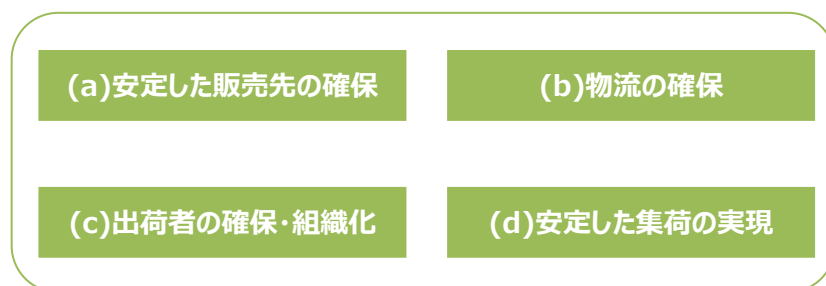 (a)安定した販売先の確保
(b)物流の確保
(c)出荷者の確保・組織化
(d)安定した集荷の実現